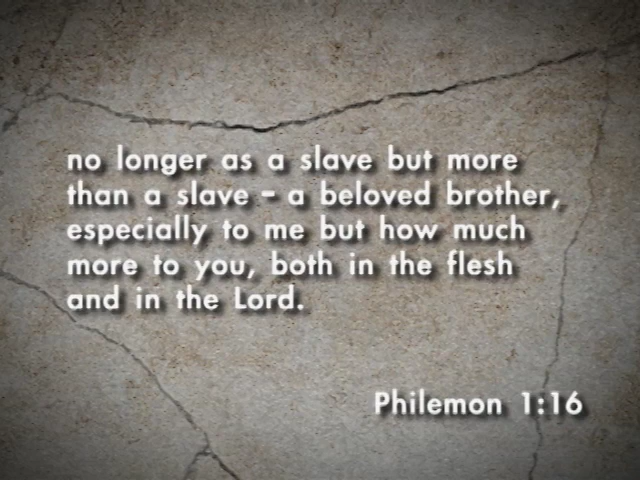 no longer as a slave but more
than a slave – a beloved brother,
especially to me but how much
more to you, both in the flesh
and in the Lord.
Philemon 1:16